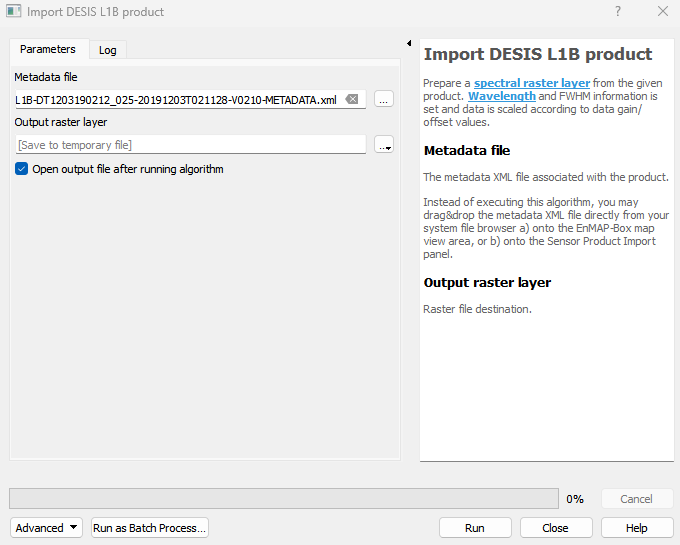 Import DESIS L1B product
?
Parameters
Log
Metadata file
L1B-DT1203190212_025-20191203T021128-V0210-METADATA.xml
...
Output raster layer
[Save to temporary file]
...
Open output file after running algorithm
Import DESIS L1B product
Prepare a spectral raster layer from the given
product. Wavelength and FWHM information is
set and data is scaled according to data gain/
offset values.
Metadata file
The metadata XML file associated with the product.
Instead of executing this algorithm, you may
drag&drop the metadata XML file directly from your
system file browser a) onto the EnMAP-Box map
view area, or b) onto the Sensor Product Import
panel.
Output raster layer
Raster file destination.
0%
Cancel
Advanced
Run as Batch Process...
Run
Close
Help